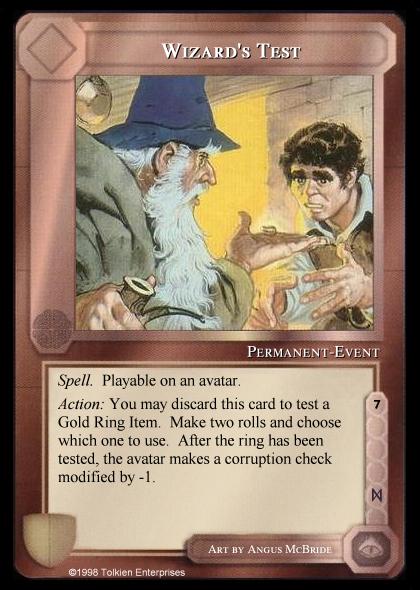 Wizard's Test
Permanent-Event
Spell. Playable on an avatar.
Action: You may discard this card to test a
Gold Ring Item. Make two rolls and choose
which one to use. After the ring has been
tested, the avatar makes a corruption check
modified by -1.
7
ᛞ
Art by Angus McBride
©1998 Tolkien Enterprises